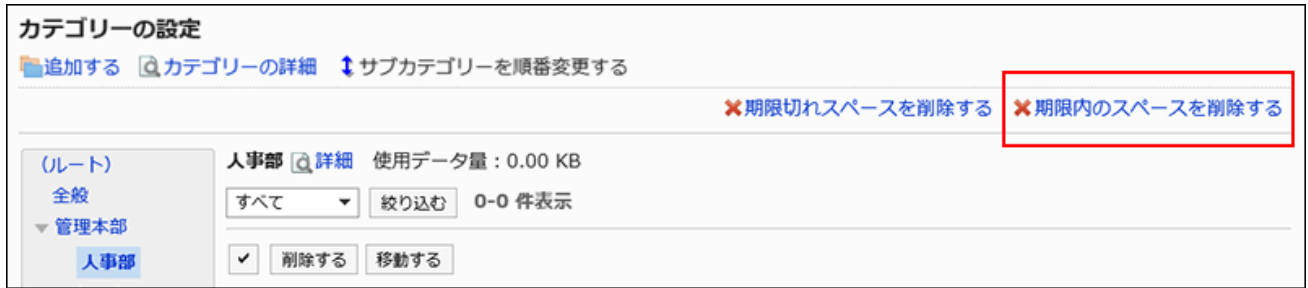 カテゴリーの設定
追加する カテゴリーの詳細 サブカテゴリーを順番変更する
期限切れスペースを削除する 期限内のスペースを削除する
(ルート)
全般
管理本部
人事部
人事部 詳細 使用データ量 : 0.00 KB
すべて 絞り込む 0-0 件表示
削除する 移動する